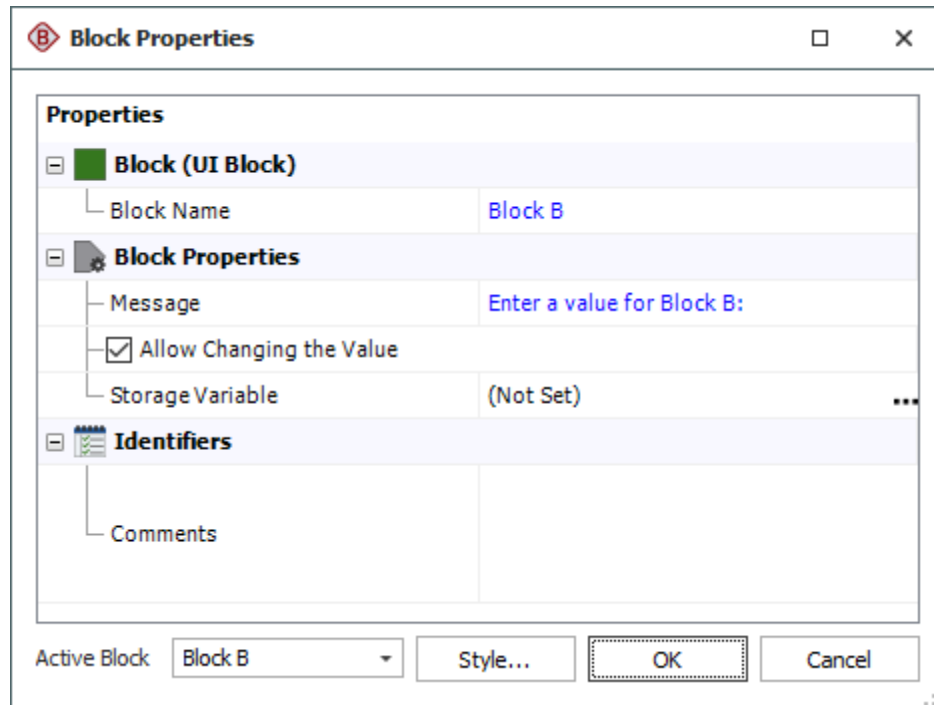 B Block Properties
Properties
Block (UI Block)
Block Name Block B
Block Properties
Message Enter a value for Block B:
Allow Changing the Value
Storage Variable (Not Set) ...
Identifiers
Comments
Active Block Block B Style... OK Cancel